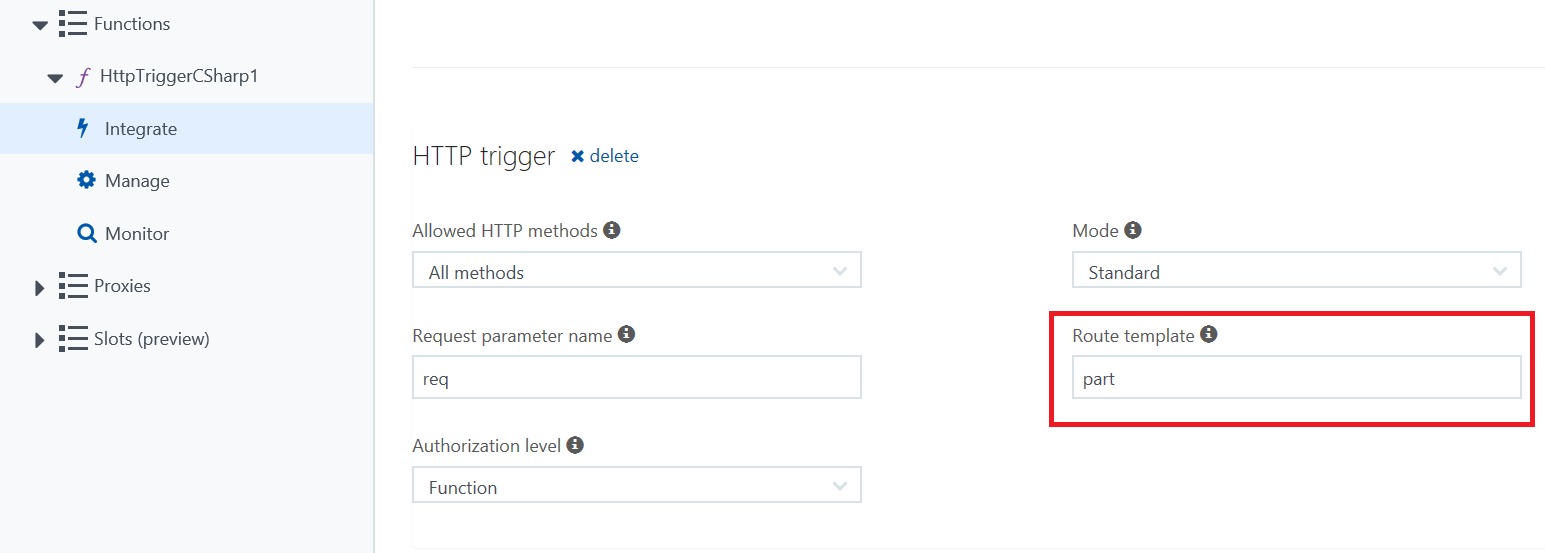 Functions
HttpTriggerCSharp1
Integrate
Manage
Monitor
Proxies
Slots (preview)
HTTP trigger delete
Allowed HTTP methods
All methods
Mode
Standard
Request parameter name
req
Route template
part
Authorization level
Function